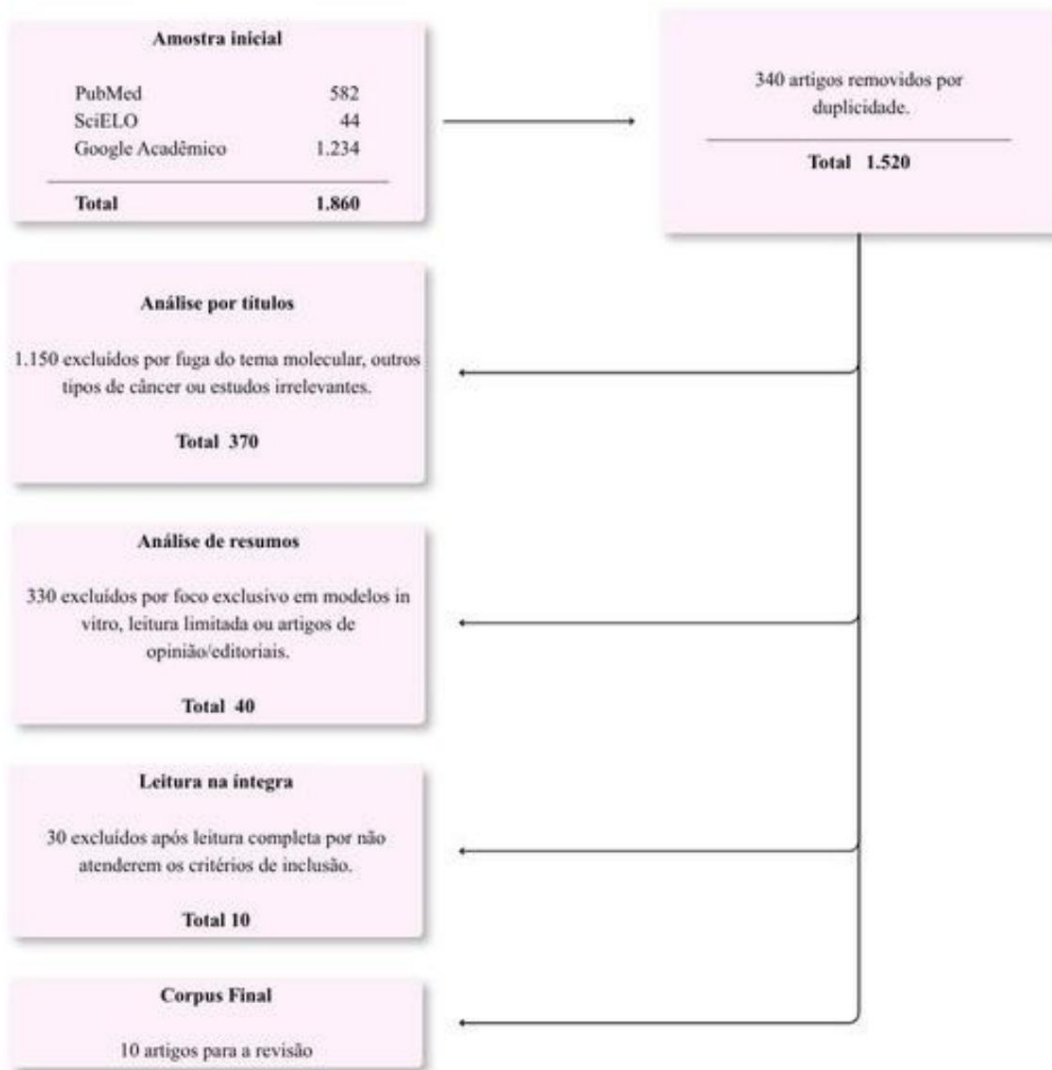 Amostra inicial
PubMed 582
SciELO 44
Google Acadêmico 1.234
Total 1.860
340 artigos removidos por
duplicidade.
Total 1.520
Análise por títulos
1.150 excluídos por fuga do tema molecular, outros
tipos de câncer ou estudos irrelevantes.
Total 370
Análise de resumos
330 excluídos por foco exclusivo em modelos in
vitro, leitura limitada ou artigos de
opinião/editoriais.
Total 40
Leitura na íntegra
30 excluídos após leitura completa por não
atenderem os critérios de inclusão.
Total 10
Corpus Final
10 artigos para a revisão